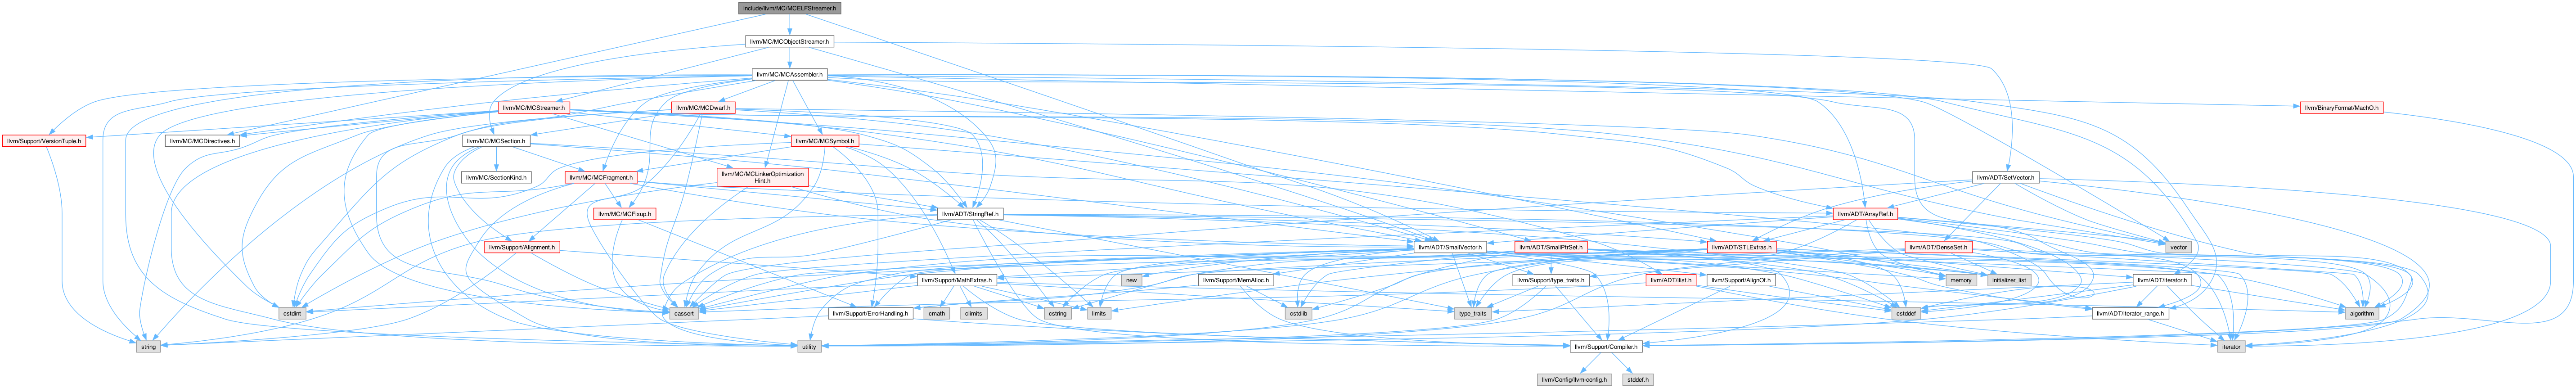 include/llvm/MC/MCELFStreamer.h
llvm/MC/MCObjectStreamer.h
llvm/MC/MCAssembler.h
llvm/MC/MCStreamer.h
llvm/MC/MCDwarf.h
llvm/BinaryFormat/MachO.h
llvm/Support/VersionTuple.h
llvm/MC/MCDirectives.h
llvm/MC/MCSection.h
llvm/MC/MCSymbol.h
llvm/MC/SectionKind.h
llvm/MC/MCFragment.h
llvm/MC/MCLinkerOptimization
Hint.h
llvm/ADT/SetVector.h
llvm/MC/MCFixup.h
llvm/ADT/StringRef.h
llvm/ADT/ArrayRef.h
llvm/Support/Alignment.h
llvm/ADT/SmallVector.h
llvm/ADT/SmallPtrSet.h
llvm/ADT/STLExtras.h
llvm/ADT/DenseSet.h
vector
llvm/Support/MathExtras.h
new
llvm/Support/MemAlloc.h
llvm/Support/type_traits.h
llvm/ADT/ilist.h
llvm/Support/AlignOf.h
memory
initializer_list
llvm/ADT/iterator.h
cstdint
cassert
llvm/Support/ErrorHandling.h
cmath
climits
cstring
limits
cstdlib
type_traits
cstddef
llvm/ADT/iterator_range.h
algorithm
string
utility
llvm/Support/Compiler.h
iterator
llvm/Config/llvm-config.h
stddef.h